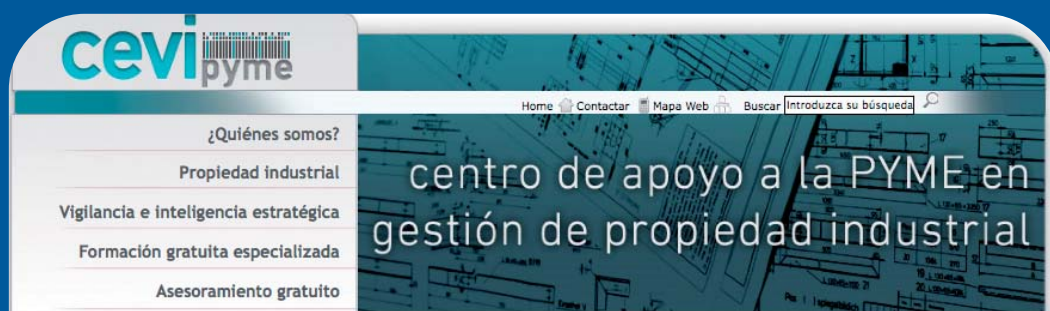 cevi
pyme
Home Contactar Mapa Web Buscar Introduzca su búsqueda
¿Quiénes somos?
Propiedad industrial
Vigilancia e inteligencia estratégica
Formación gratuita especializada
Asesoramiento gratuito
centro de apoyo a la PYME en
gestión de propiedad industrial